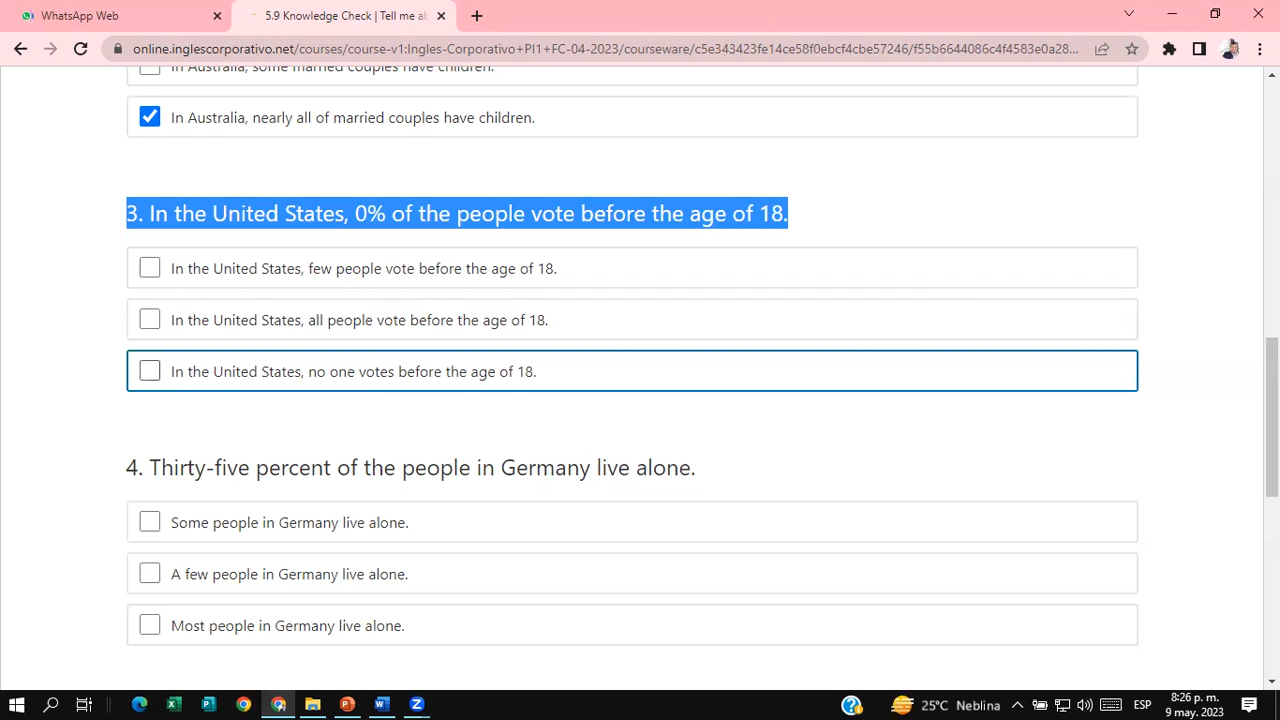 WhatsApp Web
5.9 Knowledge Check | Tell me ab
online.inglescorporativo.net/courses/course-v1:Ingles-Corporativo+PI1+FC-04-2023/courseware/c5e343423fe14ce58f0ebcf4cbe57246/f55b6644086c4f4583e0a28...
In Australia, some married couples have children.
In Australia, nearly all of married couples have children.
3. In the United States, 0% of the people vote before the age of 18.
In the United States, few people vote before the age of 18.
In the United States, all people vote before the age of 18.
In the United States, no one votes before the age of 18.
4. Thirty-five percent of the people in Germany live alone.
Some people in Germany live alone.
A few people in Germany live alone.
Most people in Germany live alone.
25°C Neblina
ESP
8:26 p. m.
9 may. 2023